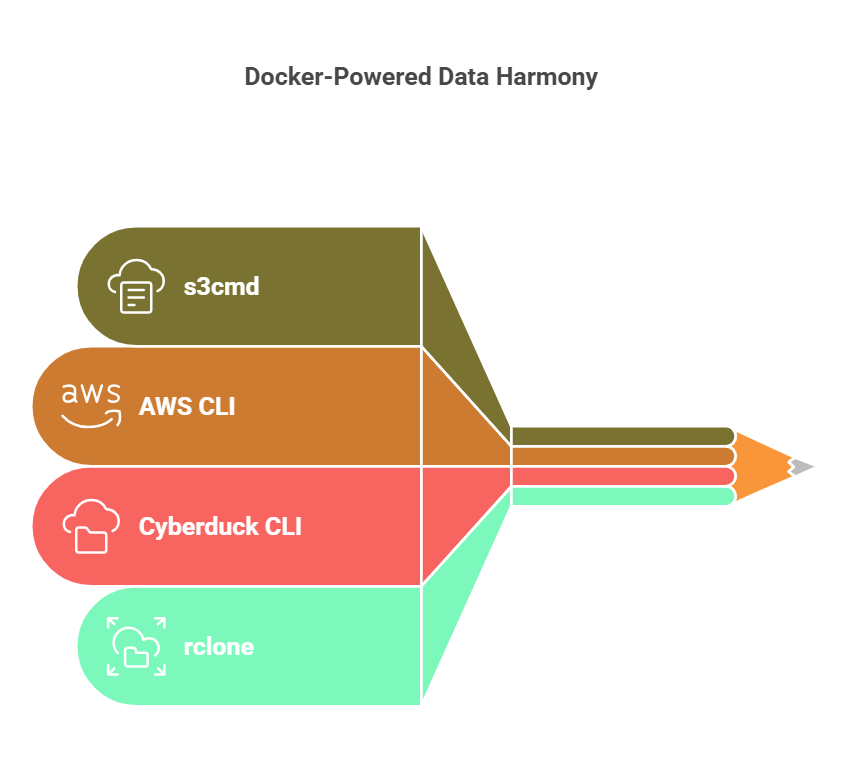 Docker-Powered Data Harmony
s3cmd
aws
AWS CLI
Cyberduck CLI
rclone